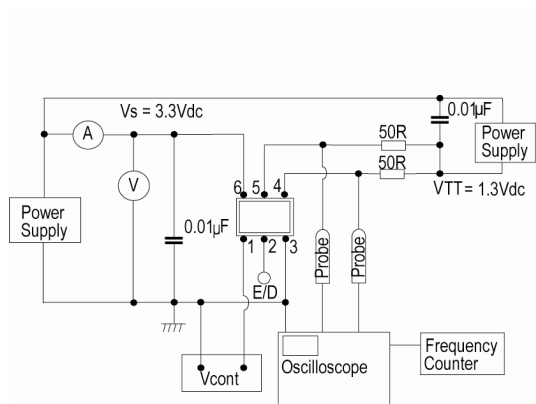 Vs = 3.3Vdc
0.01µF
A
50R
Power
Supply
V
50R
6
5
4
VTT = 1.3Vdc
Power
Supply
0.01µF
1
2
3
E/D
Probe
Probe
Vcont
Oscilloscope
Frequency
Counter